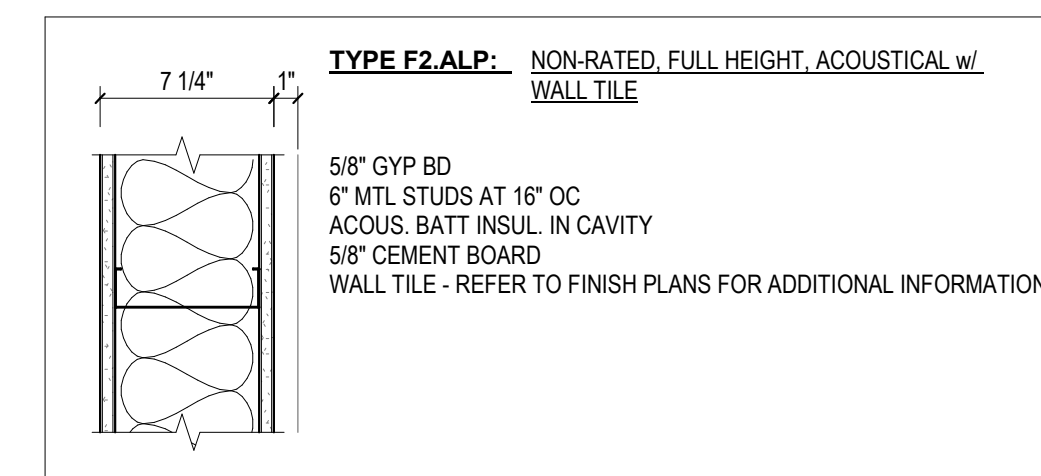 TYPE F2.ALP: NON-RATED, FULL HEIGHT, ACOUSTICAL w/
WALL TILE
7 1/4" 1"
5/8" GYP BD
6" MTL STUDS AT 16" OC
ACOUS. BATT INSUL. IN CAVITY
5/8" CEMENT BOARD
WALL TILE - REFER TO FINISH PLANS FOR ADDITIONAL INFORMATION